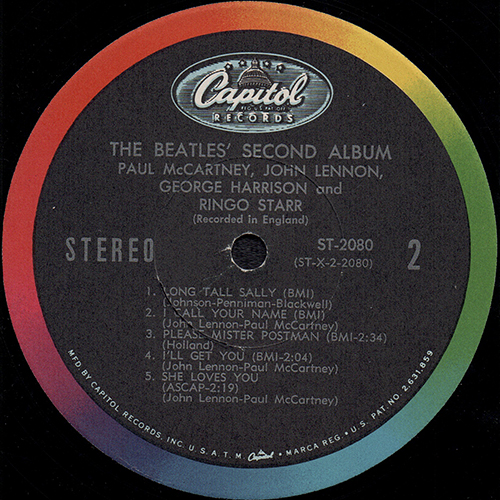 Capitol
REG. U.S. PAT. OFF.
RECORDS
THE BEATLES' SECOND ALBUM
PAUL McCARTNEY, JOHN LENNON,
GEORGE HARRISON and
RINGO STARR
(Recorded in England)
STEREO
ST-2080
(ST-X-2-2080)
2
1. LONG TALL SALLY (BMI)
(Johnson-Penniman-Blackwell)
2. I CALL YOUR NAME (BMI)
(John Lennon-Paul McCartney)
3. PLEASE MISTER POSTMAN (BMI-2:34)
(Holland)
4. I'LL GET YOU (BMI-2:04)
(John Lennon-Paul McCartney)
5. SHE LOVES YOU
(ASCAP-2:19)
(John Lennon-Paul McCartney)
MFD. BY CAPITOL RECORDS, INC. U.S.A. T.M. Capitol MARCA REG. • U.S. PAT. NO. 2,631,859